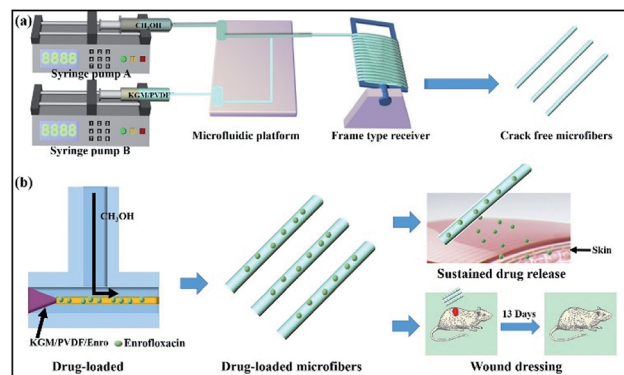 (a)
CH₃OH
8888
Syringe pump A
KGM/PVDF
8888
Syringe pump B
Microfluidic platform
Frame type receiver
Crack free microfibers
(b)
CH₃OH
KGM/PVDF/Enro
Enrofloxacin
Drug-loaded
Drug-loaded microfibers
Skin
Sustained drug release
13 Days
Wound dressing